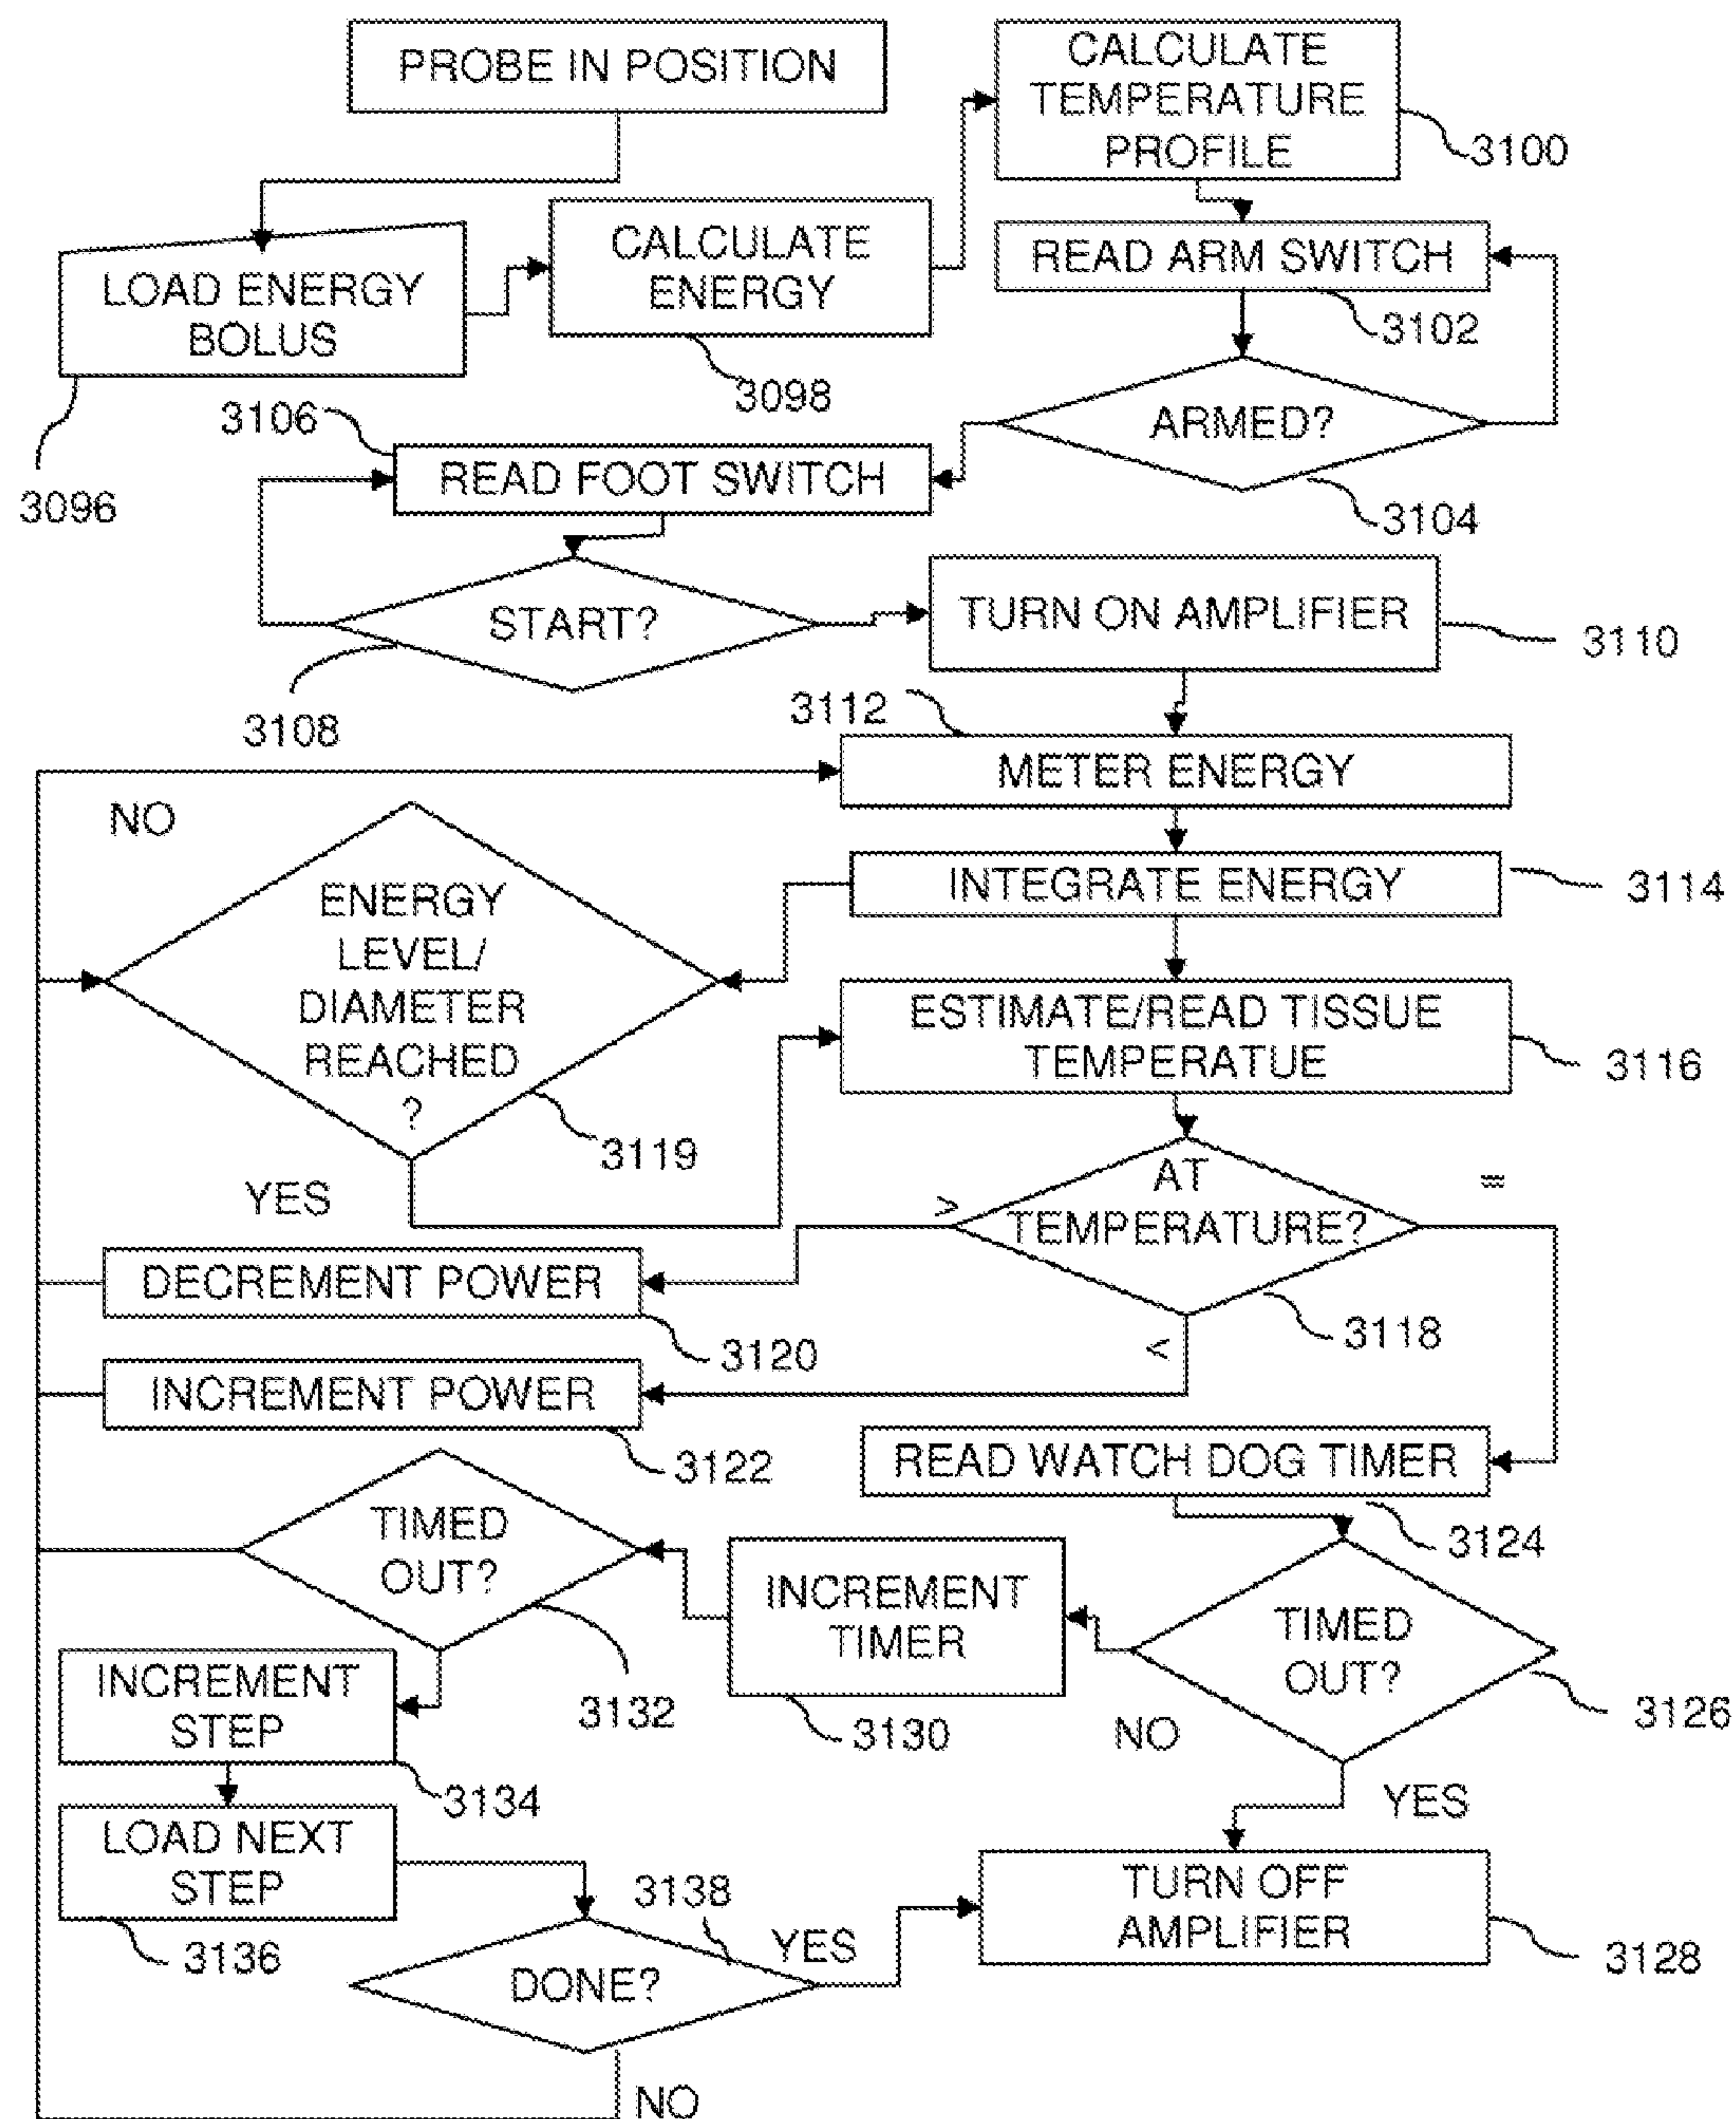 PROBE IN POSITION
CALCULATE
TEMPERATURE
PROFILE
3100
LOAD ENERGY
BOLUS
3096
CALCULATE
ENERGY
3098
READ ARM SWITCH
3102
ARMED?
3104
3106
READ FOOT SWITCH
START?
3108
TURN ON AMPLIFIER
3110
3112
METER ENERGY
NO
INTEGRATE ENERGY
3114
ENERGY
LEVEL/
DIAMETER
REACHED
?
3119
YES
ESTIMATE/READ TISSUE
TEMPERATUE
3116
AT
TEMPERATURE?
>
=
<
3118
DECREMENT POWER
3120
INCREMENT POWER
3122
READ WATCH DOG TIMER
3124
TIMED
OUT?
3126
NO
YES
INCREMENT
TIMER
3130
TIMED
OUT?
3132
INCREMENT
STEP
3134
LOAD NEXT
STEP
3136
3138
DONE?
YES
NO
TURN OFF
AMPLIFIER
3128